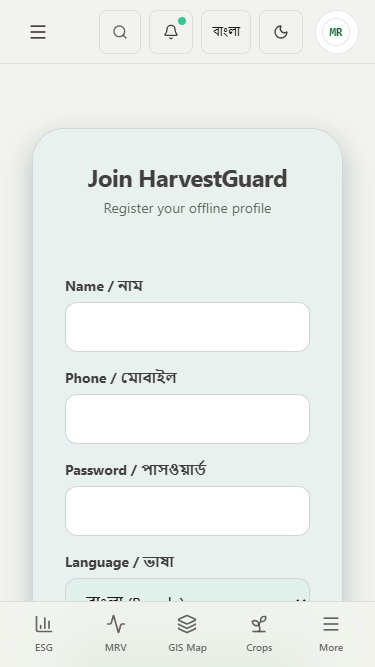 বাংলা
MR
Join HarvestGuard
Register your offline profile
Name / নাম
Phone / মোবাইল
Password / পাসওয়ার্ড
Language / ভাষা
ESG
MRV
GIS Map
Crops
More